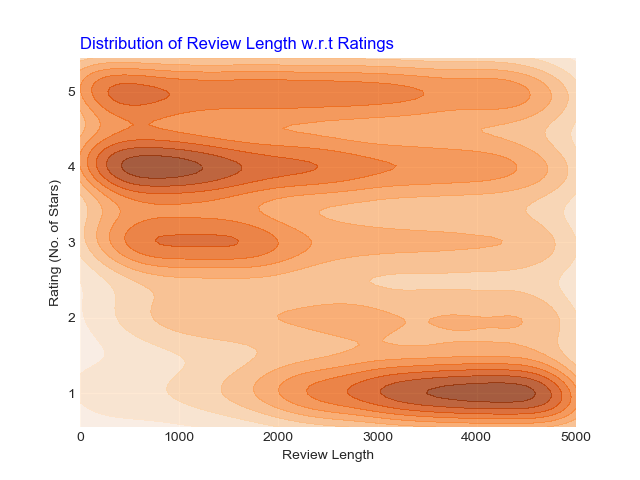 Distribution of Review Length w.r.t Ratings
Rating (No. of Stars)
5
4
3
2
1
0 1000 2000 3000 4000 5000
Review Length